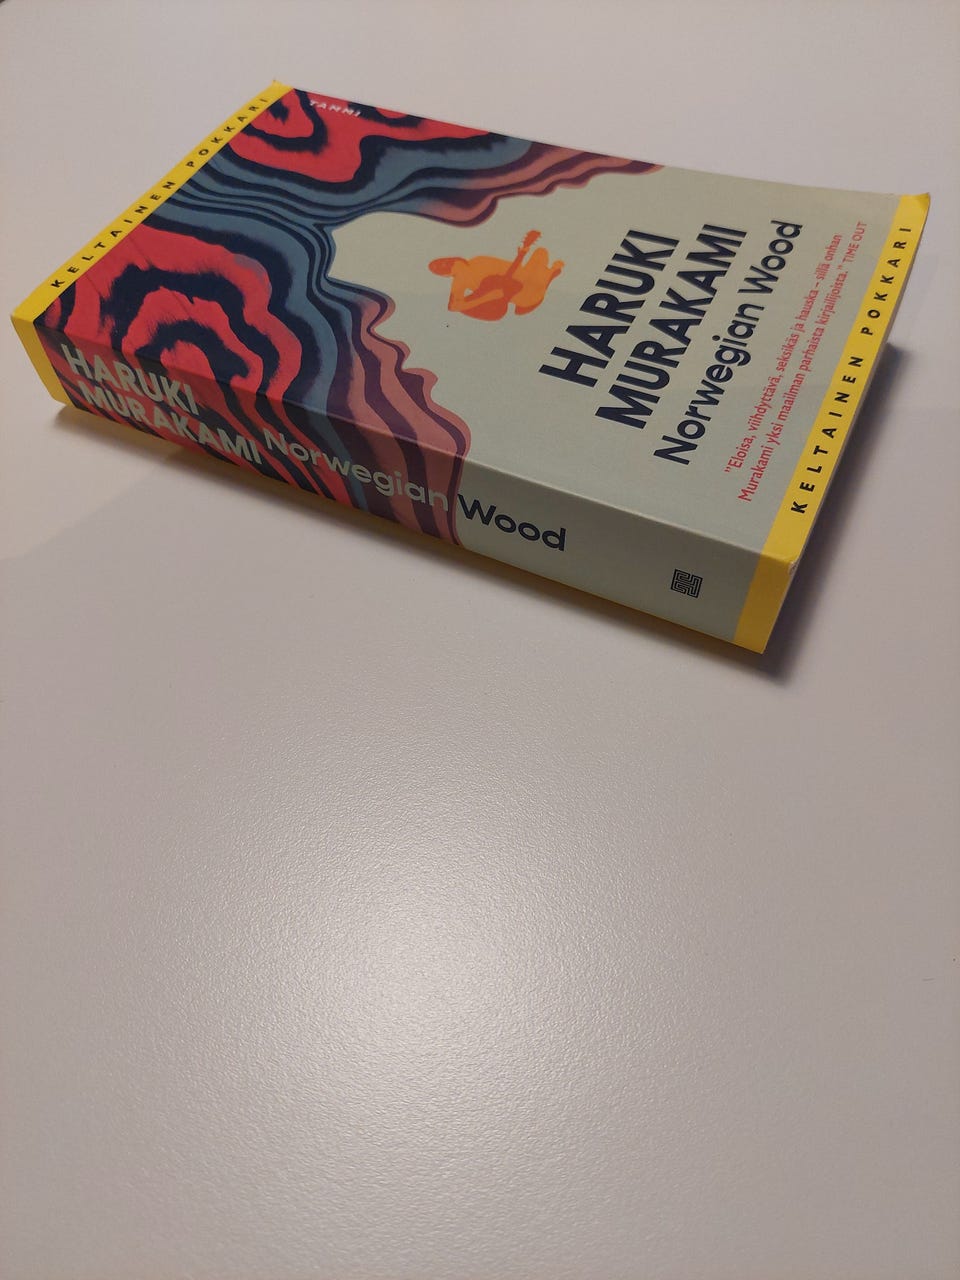 KELTAINEN POKKARI
TAMMI
HARUKI
MURAKAMI
Norwegian Wood
"Eloisa, viihdyttävä, seksikäs ja hauska – sillä onhan
Murakami yksi maailman parhaista kirjailijoista." TIME OUT
KELTAINEN POKKARI
HARUKI
MURAKAMI
Norwegian Wood